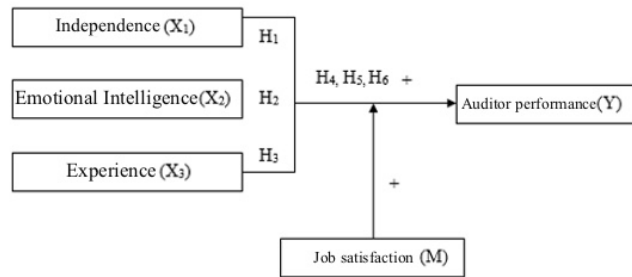 Independence (X1)
H1
H4, H5, H6 +
Emotional Intelligence(X2)
H2
Auditor performance(Y)
H3
Experience (X3)
+
Job satisfaction (M)